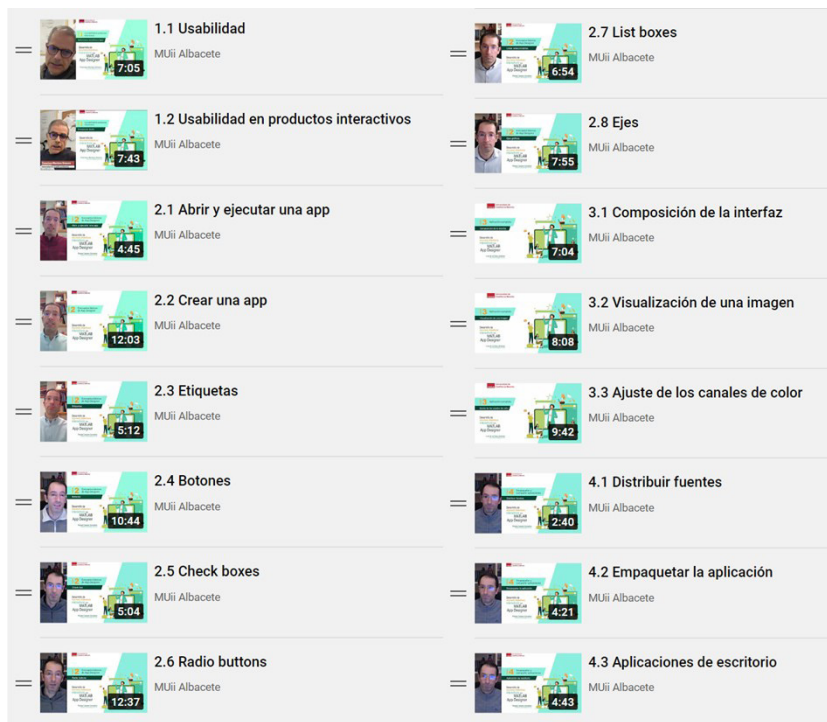 1.1 Usabilidad
MUii Albacete
7:05
1.2 Usabilidad en productos interactivos
MUii Albacete
7:43
2.1 Abrir y ejecutar una app
MUii Albacete
4:45
2.2 Crear una app
MUii Albacete
12:03
2.3 Etiquetas
MUii Albacete
5:12
2.4 Botones
MUii Albacete
10:44
2.5 Check boxes
MUii Albacete
5:04
2.6 Radio buttons
MUii Albacete
12:37
2.7 List boxes
MUii Albacete
6:54
2.8 Ejes
MUii Albacete
7:55
3.1 Composición de la interfaz
MUii Albacete
7:04
3.2 Visualización de una imagen
MUii Albacete
8:08
3.3 Ajuste de los canales de color
MUii Albacete
9:42
4.1 Distribuir fuentes
MUii Albacete
2:40
4.2 Empaquetar la aplicación
MUii Albacete
4:21
4.3 Aplicaciones de escritorio
MUii Albacete
4:43